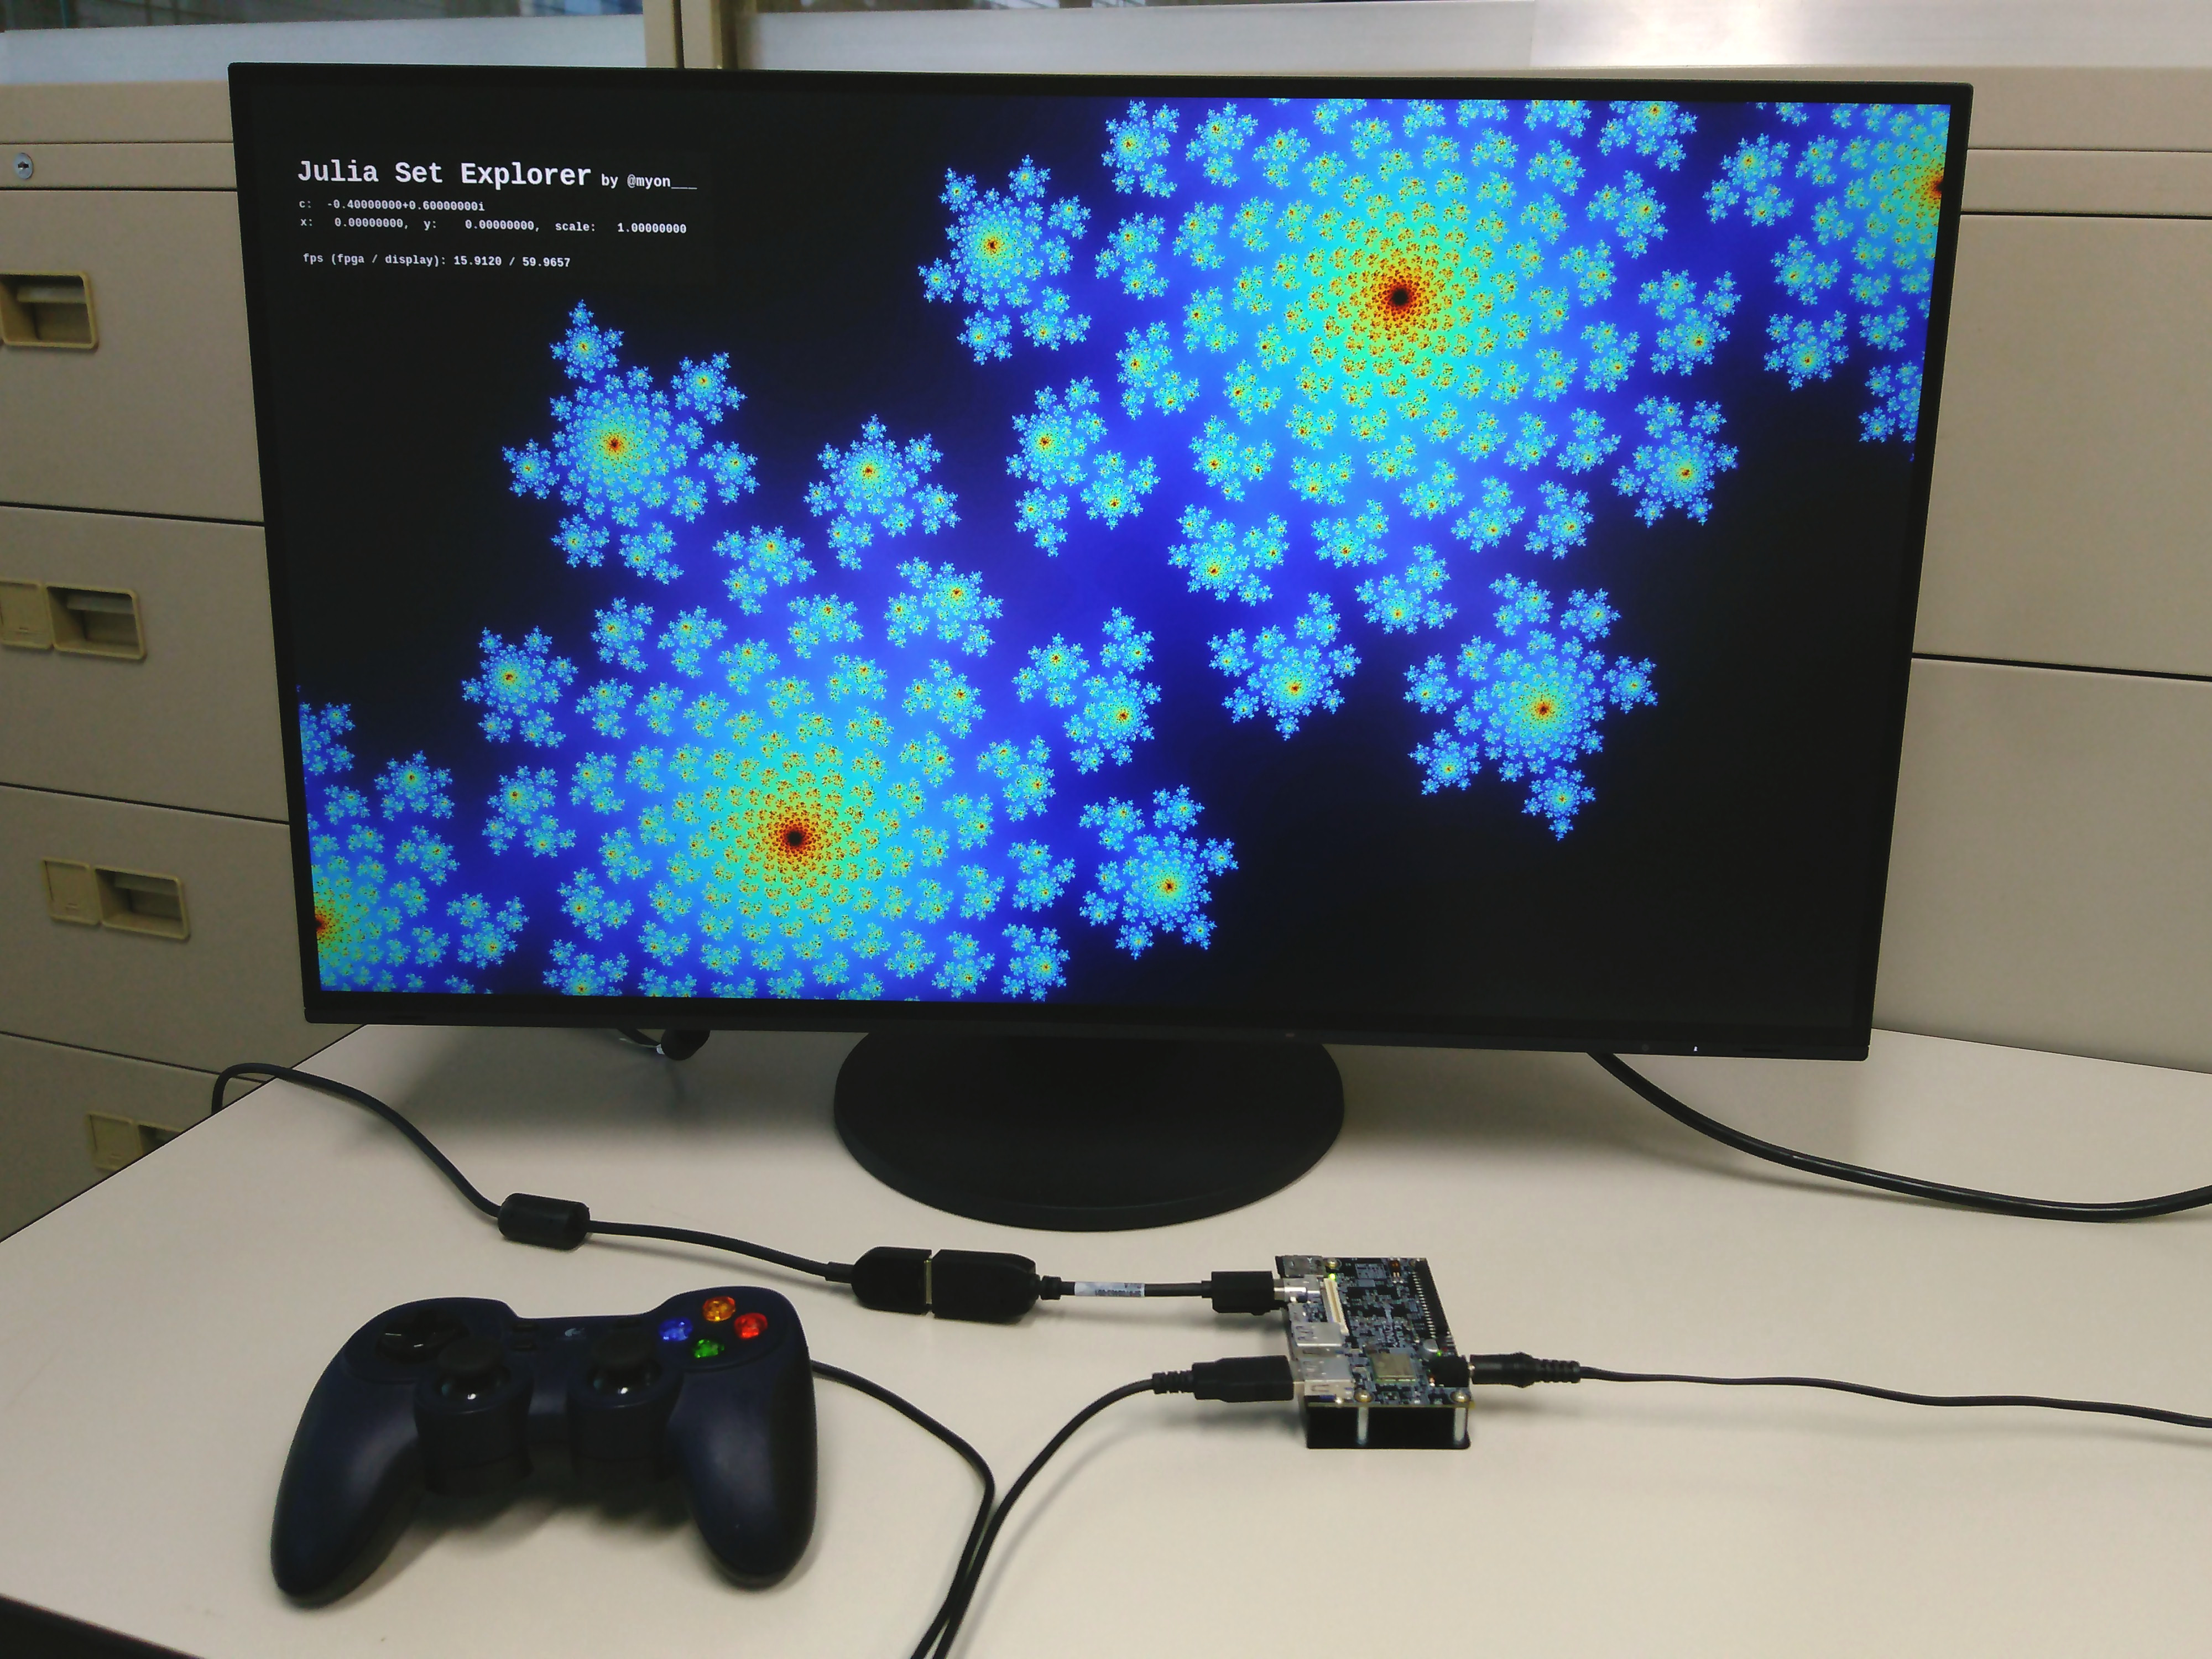 Julia Set Explorer by @myon___
c: -0.40000000+0.60000000i
x: 0.00000000, y: 0.00000000, scale: 1.00000000
fps (fpga / display): 15.9120 / 59.9657